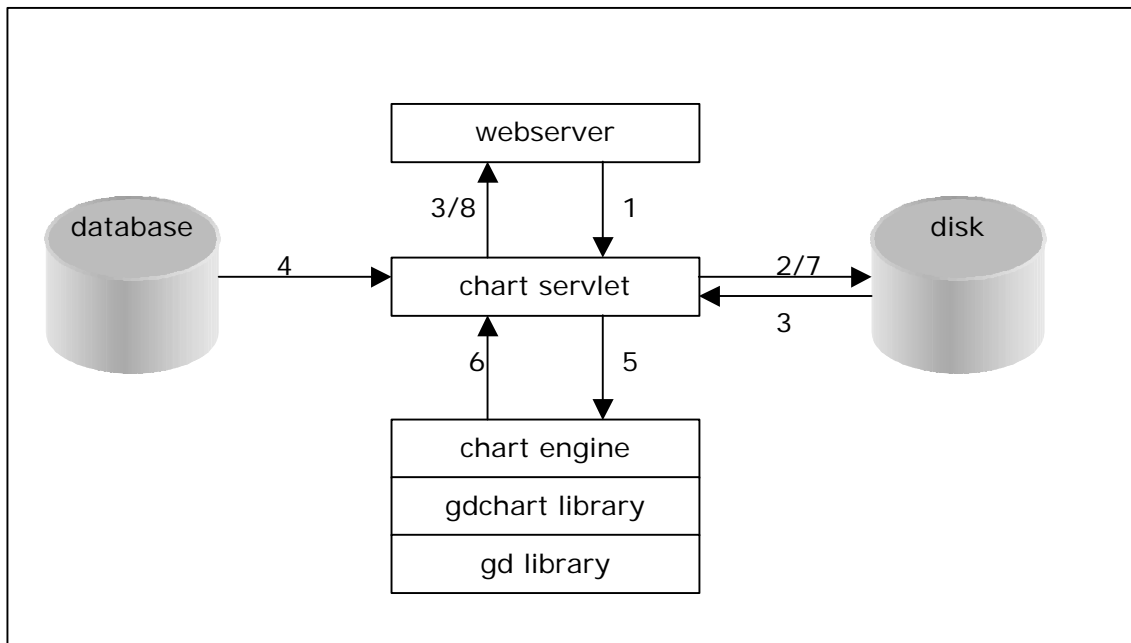 webserver
3/8
1
database
disk
4
chart servlet
2/7
3
6
5
chart engine
gdchart library
gd library